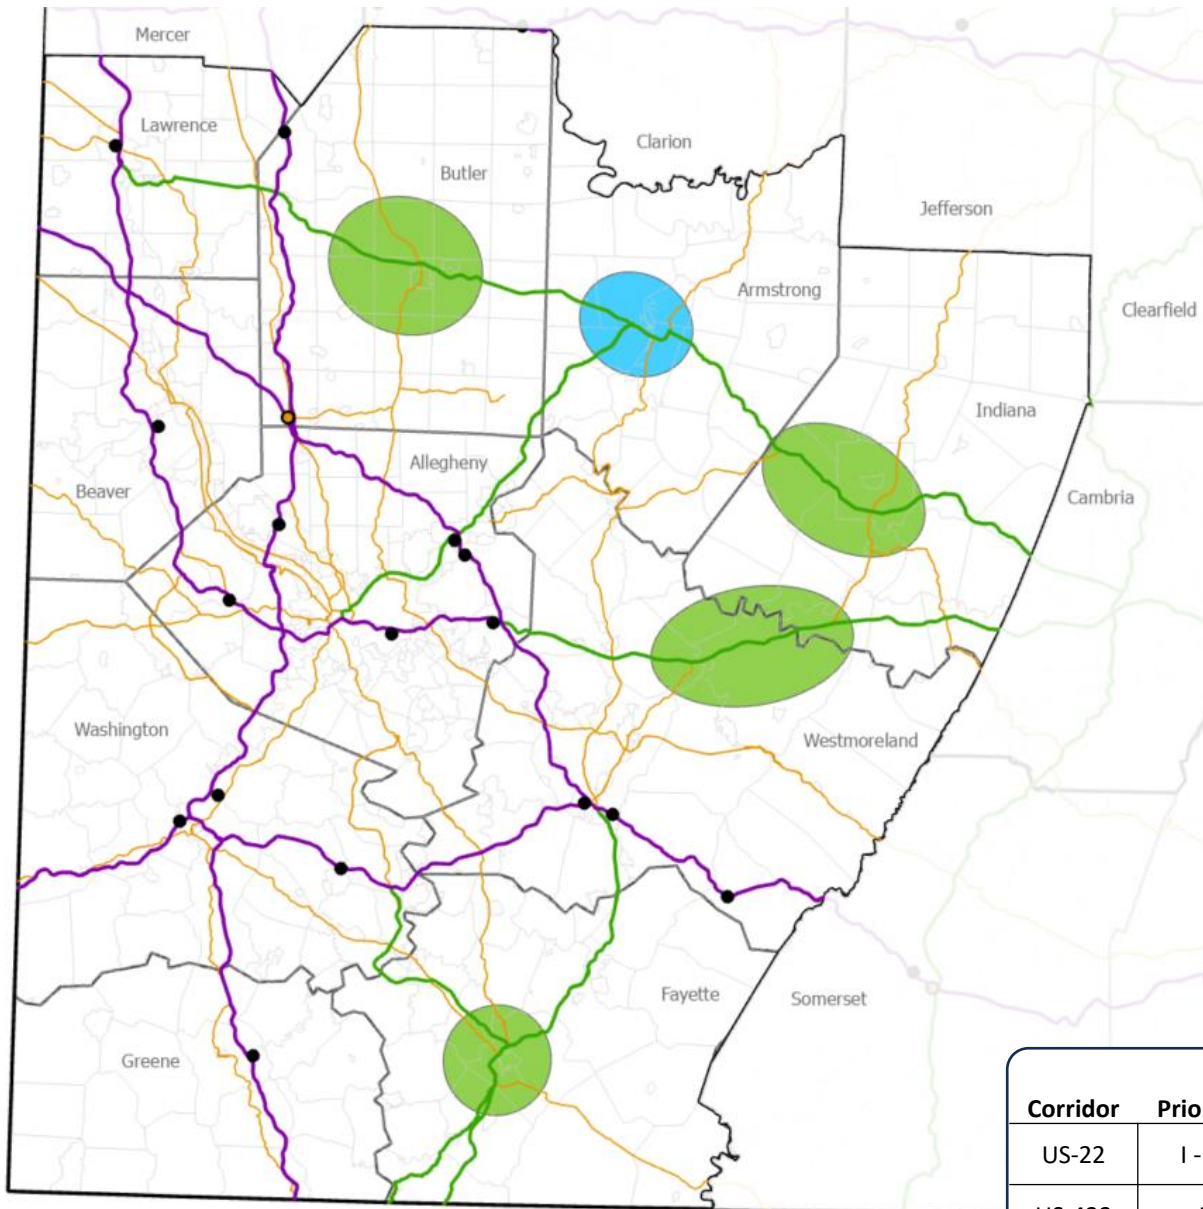 Mercer
Lawrence
Butler
Clarion
Jefferson
Armstrong
Clearfield
Indiana
Allegheny
Beaver
Cambria
Washington
Westmoreland
Fayette
Somerset
Greene
Corridor Prio
US-22 I -